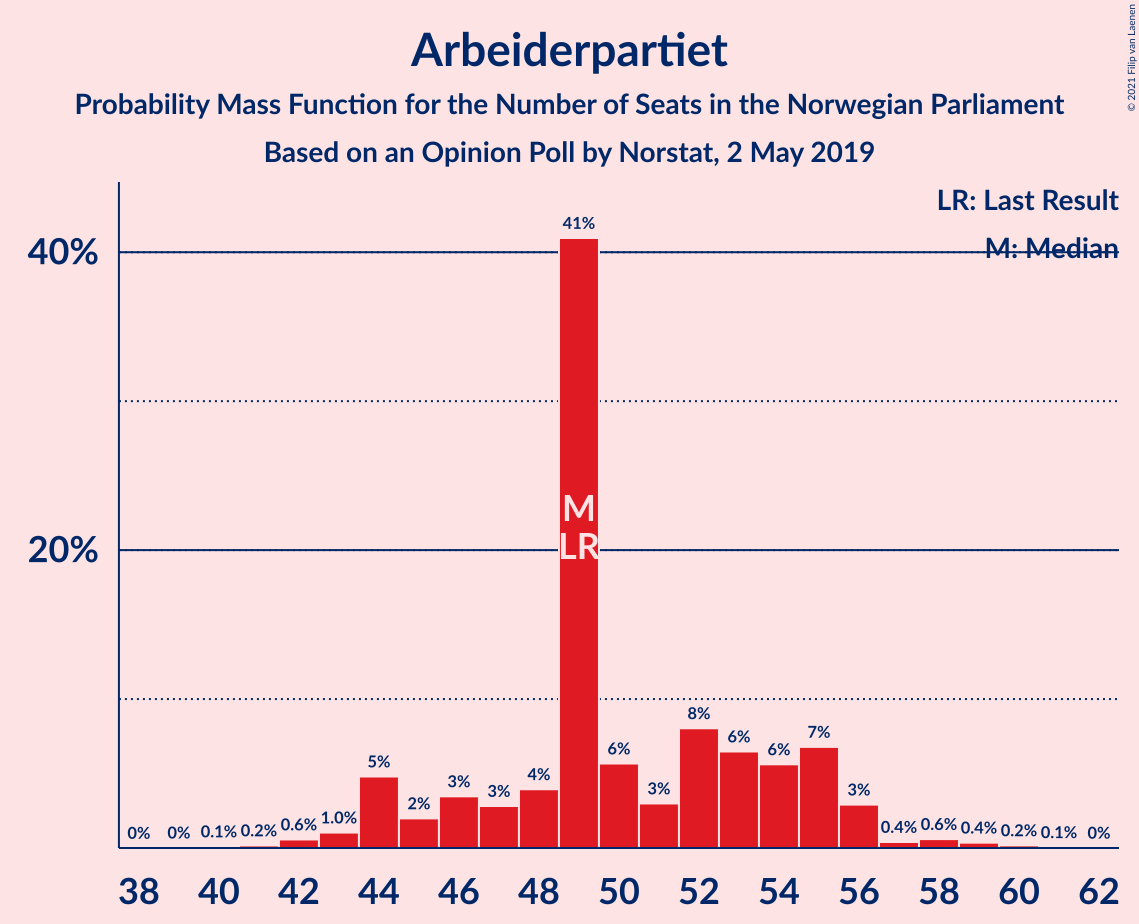 Arbeiderpartiet
Probability Mass Function for the Number of Seats in the Norwegian Parliament
Based on an Opinion Poll by Norstat, 2 May 2019
© 2021 Filip van Laenen
LR: Last Result
M: Median
40%
20%
0% 0% 0.1% 0.2% 0.6% 1.0% 5% 2% 3% 3% 4% 41% 6% 3% 8% 6% 6% 7% 3% 0.4% 0.6% 0.4% 0.2% 0.1% 0%
M
LR
38 40 42 44 46 48 50 52 54 56 58 60 62